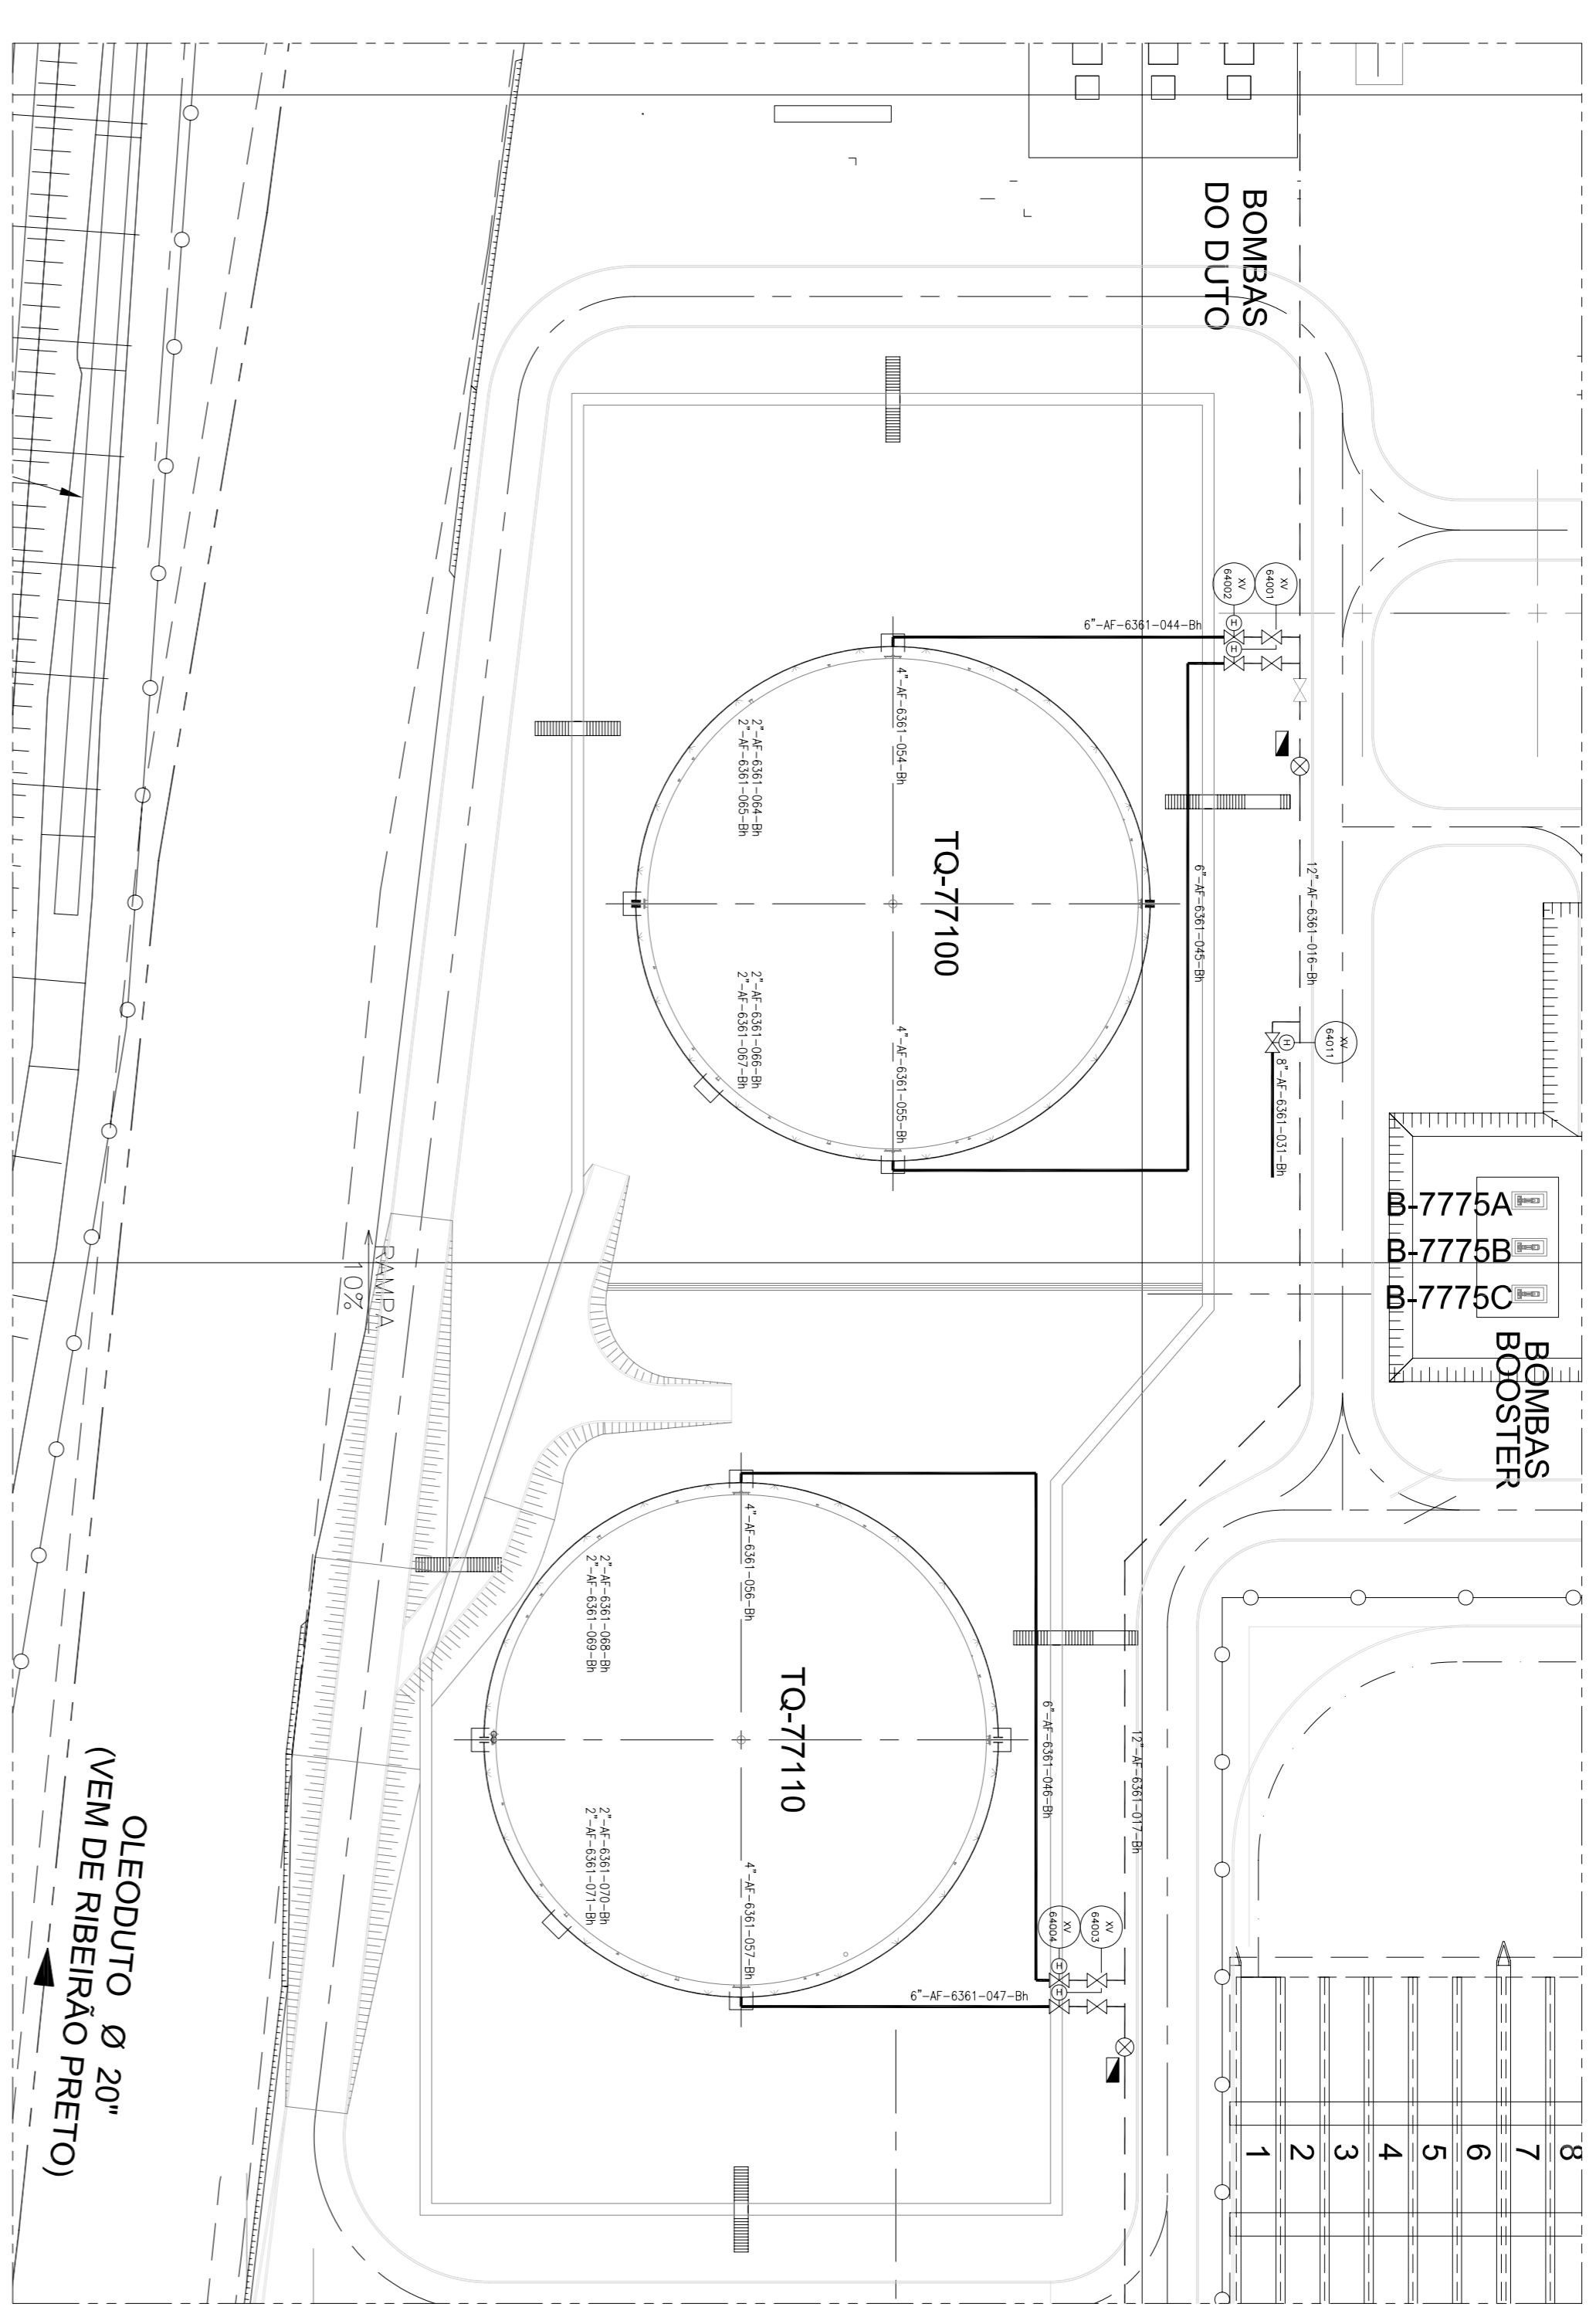 BOMBAS
DO DUTO
XV
64002
XV
64001
H
H
6"-AF-6361-044-Bh
4"-AF-6361-054-Bh
2"-AF-6361-064-Bh
2"-AF-6361-065-Bh
TQ-77100
6"-AF-6361-045-Bh
12"-AF-6361-016-Bh
2"-AF-6361-066-Bh
2"-AF-6361-067-Bh
4"-AF-6361-055-Bh
XV
64011
H
8"-AF-6361-031-Bh
B-7775A
B-7775B
B-7775C
BOMBAS
BOOSTER
RAMPA
10%
4"-AF-6361-056-Bh
2"-AF-6361-068-Bh
2"-AF-6361-069-Bh
TQ-77110
6"-AF-6361-046-Bh
12"-AF-6361-017-Bh
2"-AF-6361-070-Bh
2"-AF-6361-071-Bh
4"-AF-6361-057-Bh
XV
64004
XV
64003
H
H
6"-AF-6361-047-Bh
OLEODUTO Ø 20"
(VEM DE RIBEIRÃO PRETO)
1
2
3
4
5
6
7
8